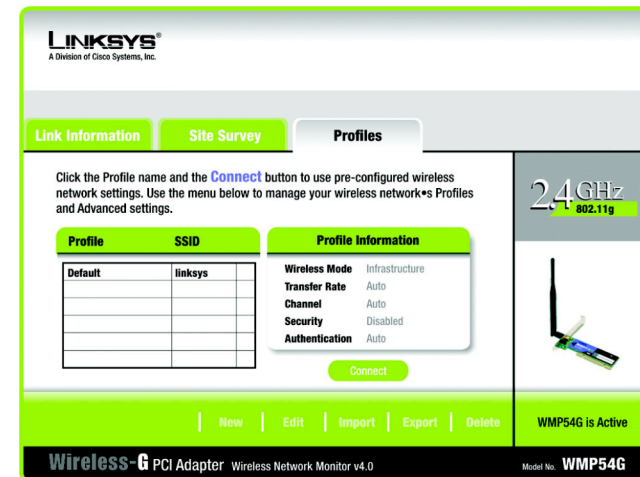 LINKSYS®
A Division of Cisco Systems, Inc.
Link Information Site Survey Profiles
Click the Profile name and the Connect button to use pre-configured wireless
network settings. Use the menu below to manage your wireless network•s Profiles
and Advanced settings.
2.4 GHz
802.11g
Profile SSID
Default linksys
Profile Information
Wireless Mode Infrastructure
Transfer Rate Auto
Channel Auto
Security Disabled
Authentication Auto
Connect
New Edit Import Export Delete
WMP54G is Active
Wireless-G PCI Adapter Wireless Network Monitor v4.0
Model No. WMP54G